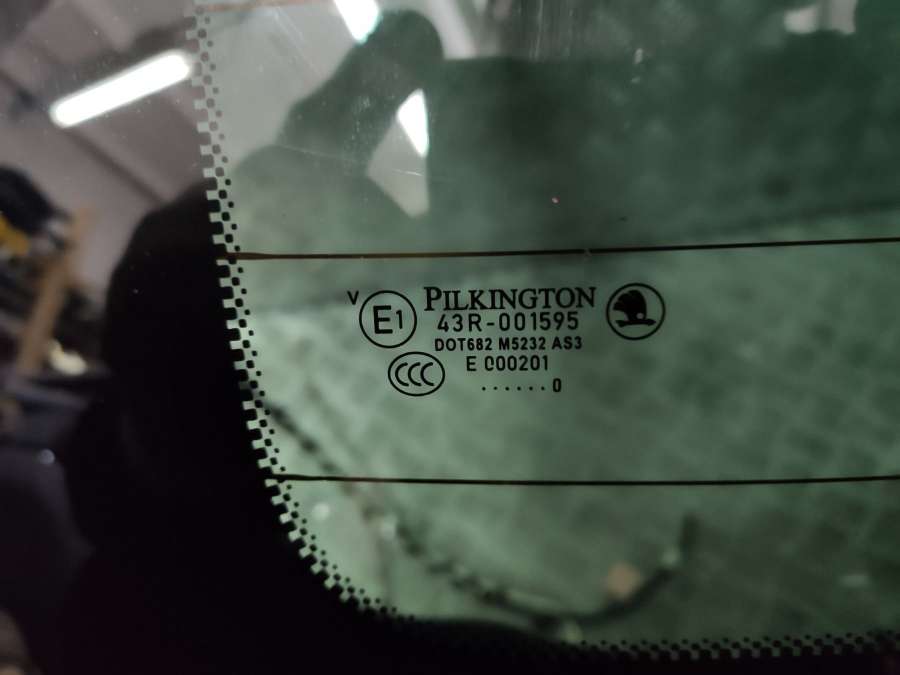 V
E1 PILKINGTON
43R-001595
DOT682 M5232 AS3
CCC E 000201
......0